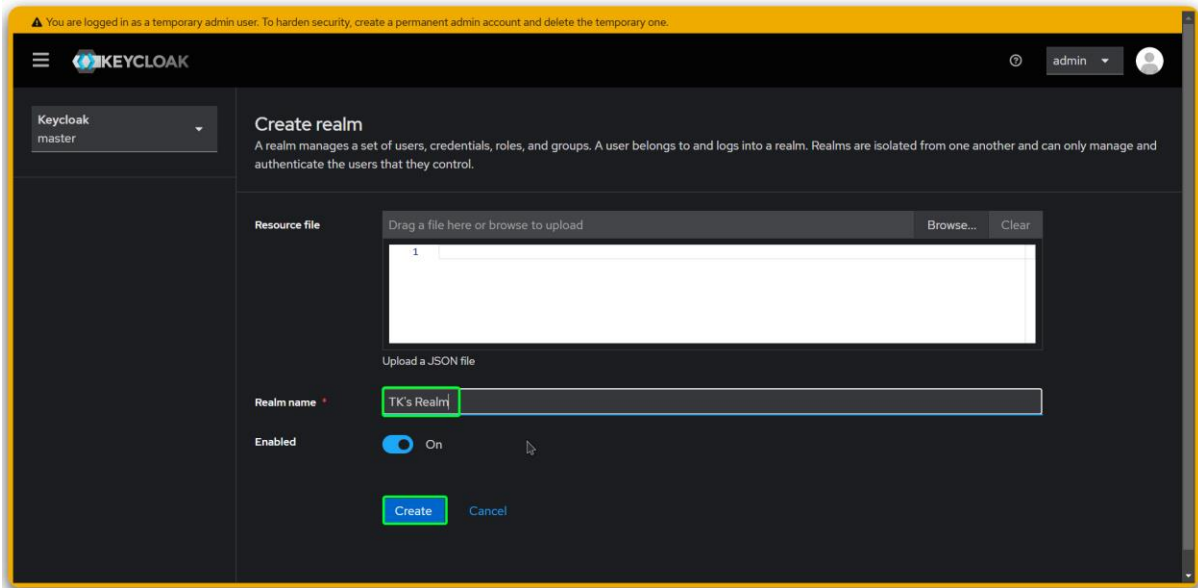 You are logged in as a temporary admin user. To harden security, create a permanent admin account and delete the temporary one.
KEYCLOAK
admin
Keycloak
master
Create realm
A realm manages a set of users, credentials, roles, and groups. A user belongs to and logs into a realm. Realms are isolated from one another and can only manage and
authenticate the users that they control.
Resource file
Drag a file here or browse to upload
Browse...
Clear
1
Upload a JSON file
Realm name *
TK's Realm
Enabled
On
Create
Cancel